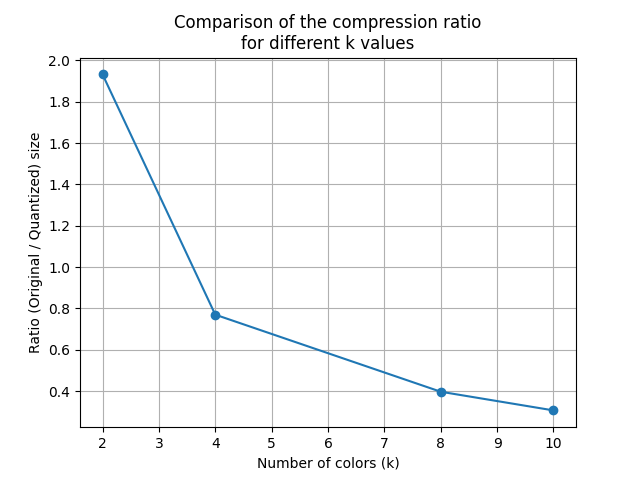 Comparison of the compression ratio
for different k values
2.0
1.8
1.6
1.4
1.2
1.0
0.8
0.6
0.4
Ratio (Original / Quantized) size
2 3 4 5 6 7 8 9 10
Number of colors (k)